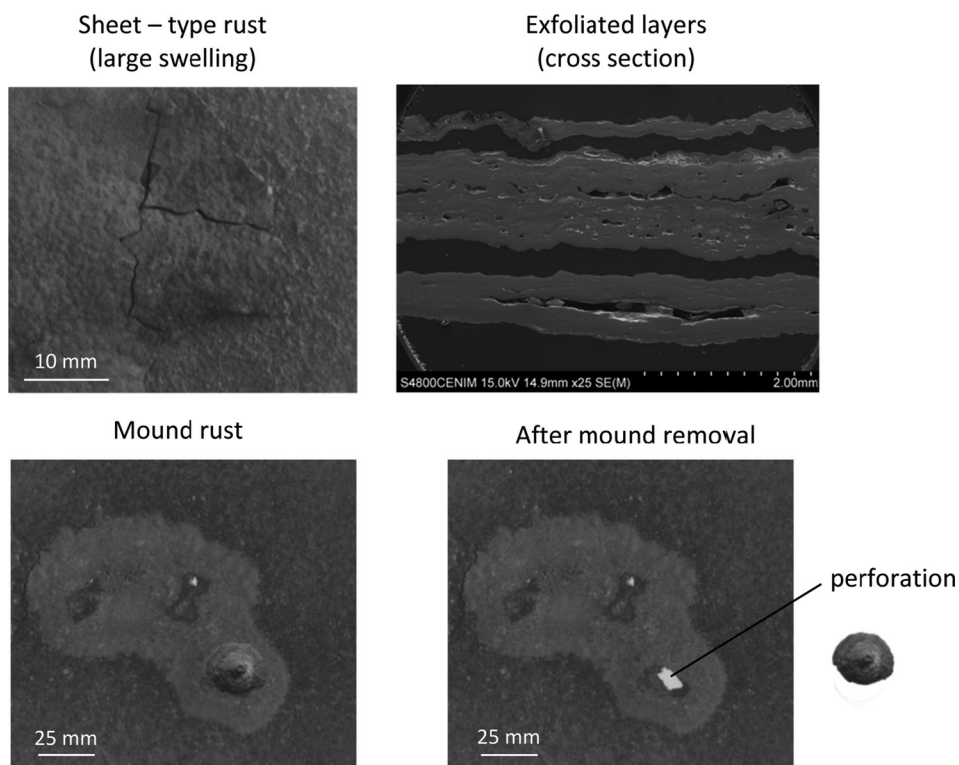 Sheet – type rust
(large swelling)
Exfoliated layers
(cross section)
10 mm
S4800CENIM 15.0kV 14.9mm x25 SE(M)
2.00mm
Mound rust
After mound removal
perforation
25 mm
25 mm